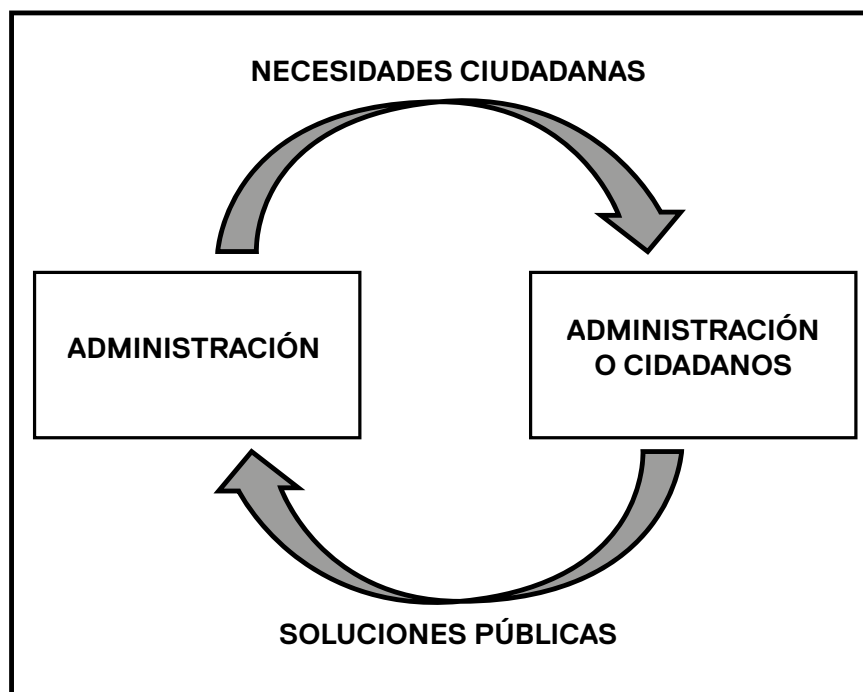 NECESIDADES CIUDADANAS
ADMINISTRACIÓN
ADMINISTRACIÓN
O CIDADANOS
SOLUCIONES PÚBLICAS